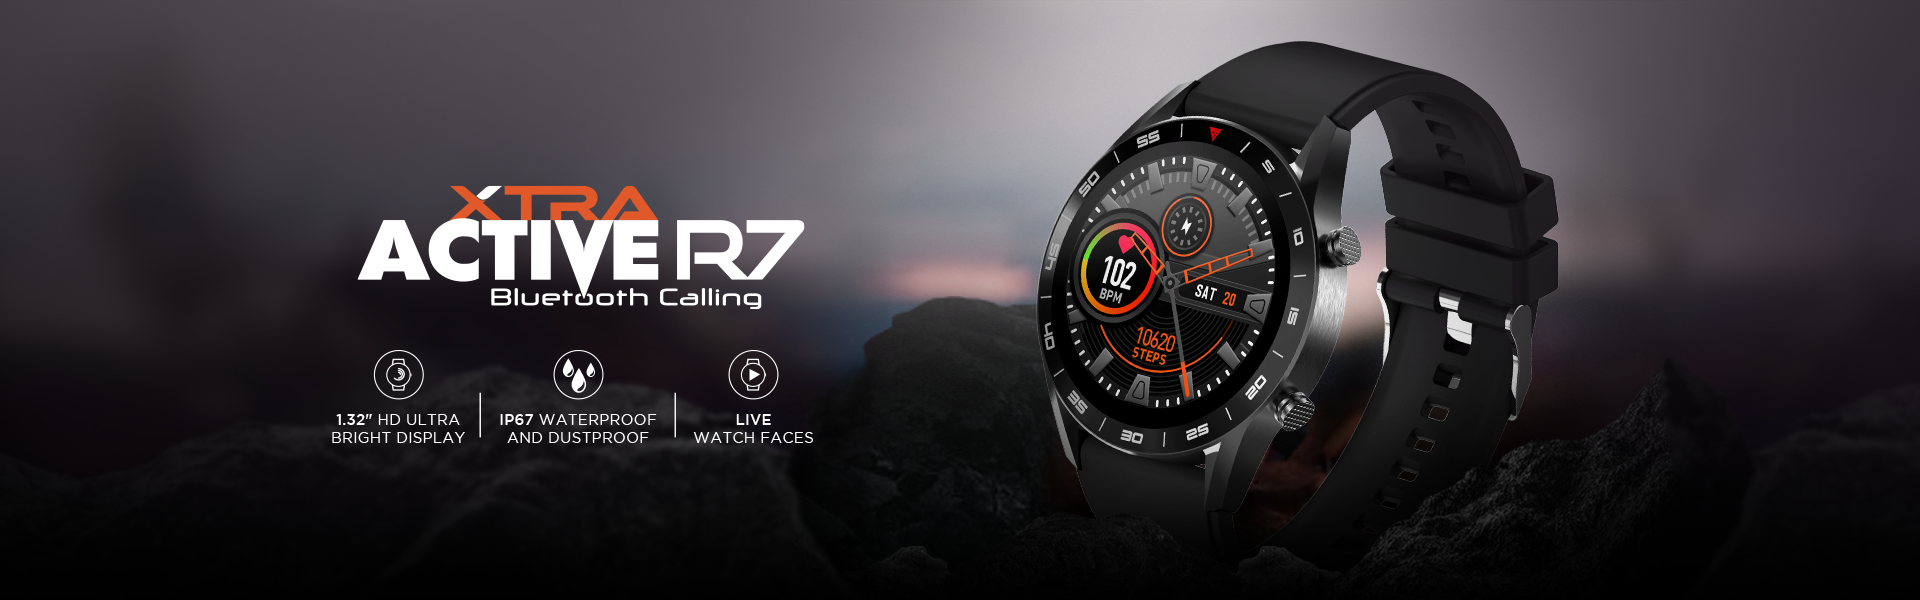 XTRA
ACTIVE R7
Bluetooth Calling
1.32" HD ULTRA
BRIGHT DISPLAY
IP67 WATERPROOF
AND DUSTPROOF
LIVE
WATCH FACES
55
5
50
10
45
102
BPM
SAT 20
15
40
10620
STEPS
20
35
30
25